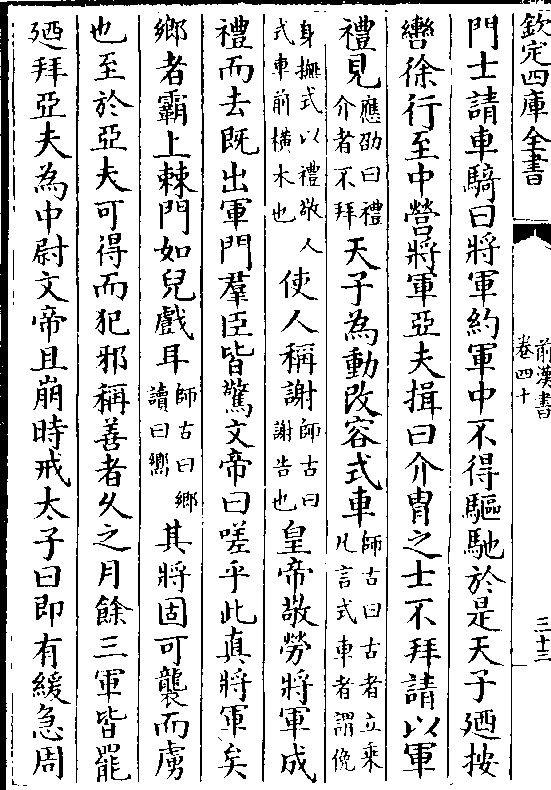 欽定四庫全書
前漢書
卷四十
三十三
門士請車騎曰將軍約軍中不得驅馳於是天子廼按
轡徐行至中營將軍亞夫揖曰介胄之士不拜請以軍
禮見應劭曰禮介者不拜天子為動改容式車師古曰古者立乘凡言式車者謂俛
身撫式以禮敬人式車前橫木也使人稱謝師古曰謝告也皇帝敬勞將軍成
禮而去既出軍門羣臣皆驚文帝曰嗟乎此真將軍矣
鄉者霸上棘門如兒戲耳師古曰鄉讀曰嚮其將固可襲而虜
也至於亞夫可得而犯邪稱善者久之月餘三軍皆罷
廼拜亞夫為中尉文帝且崩時戒太子曰即有緩急周